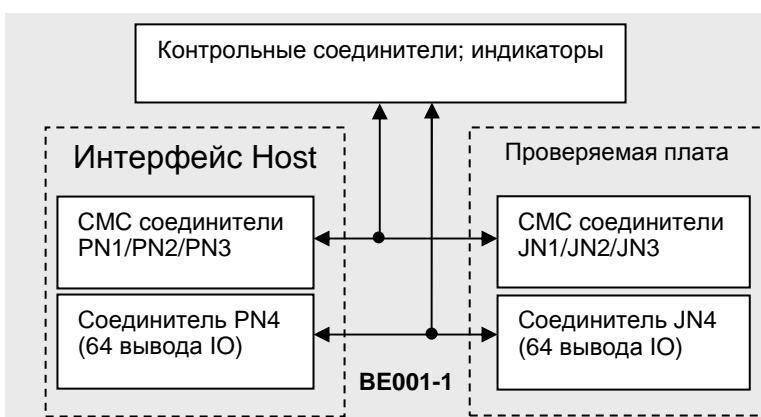 Контрольные соединители; индикаторы
Интерфейс Host
Проверяемая плата
CMC соединители
PN1/PN2/PN3
CMC соединители
JN1/JN2/JN3
Соединитель PN4
(64 вывода IO)
Соединитель JN4
(64 вывода IO)
BE001-1